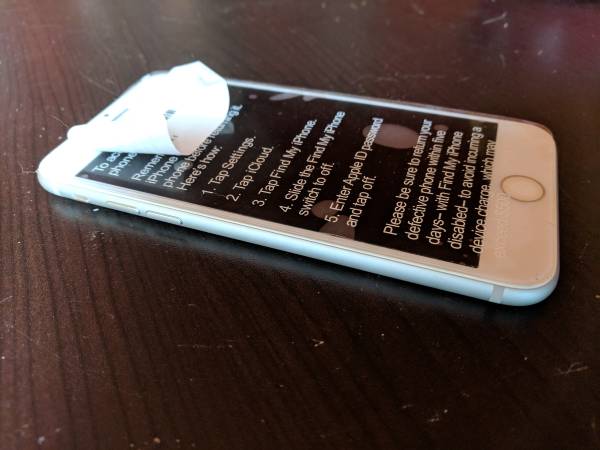 To
phone
Remem
iPhone
phone before g it.
Here's how:
1. Tap Settings.
2. Tap iCloud.
3. Tap Find My iPhone.
4. Slide the Find My iPhone
switch to off.
5. Enter Apple ID password
and tap off.
Please be sure to return your
defective phone within five
days– with Find My iPhone
disabled– to avoid incurring a
device charge, which may